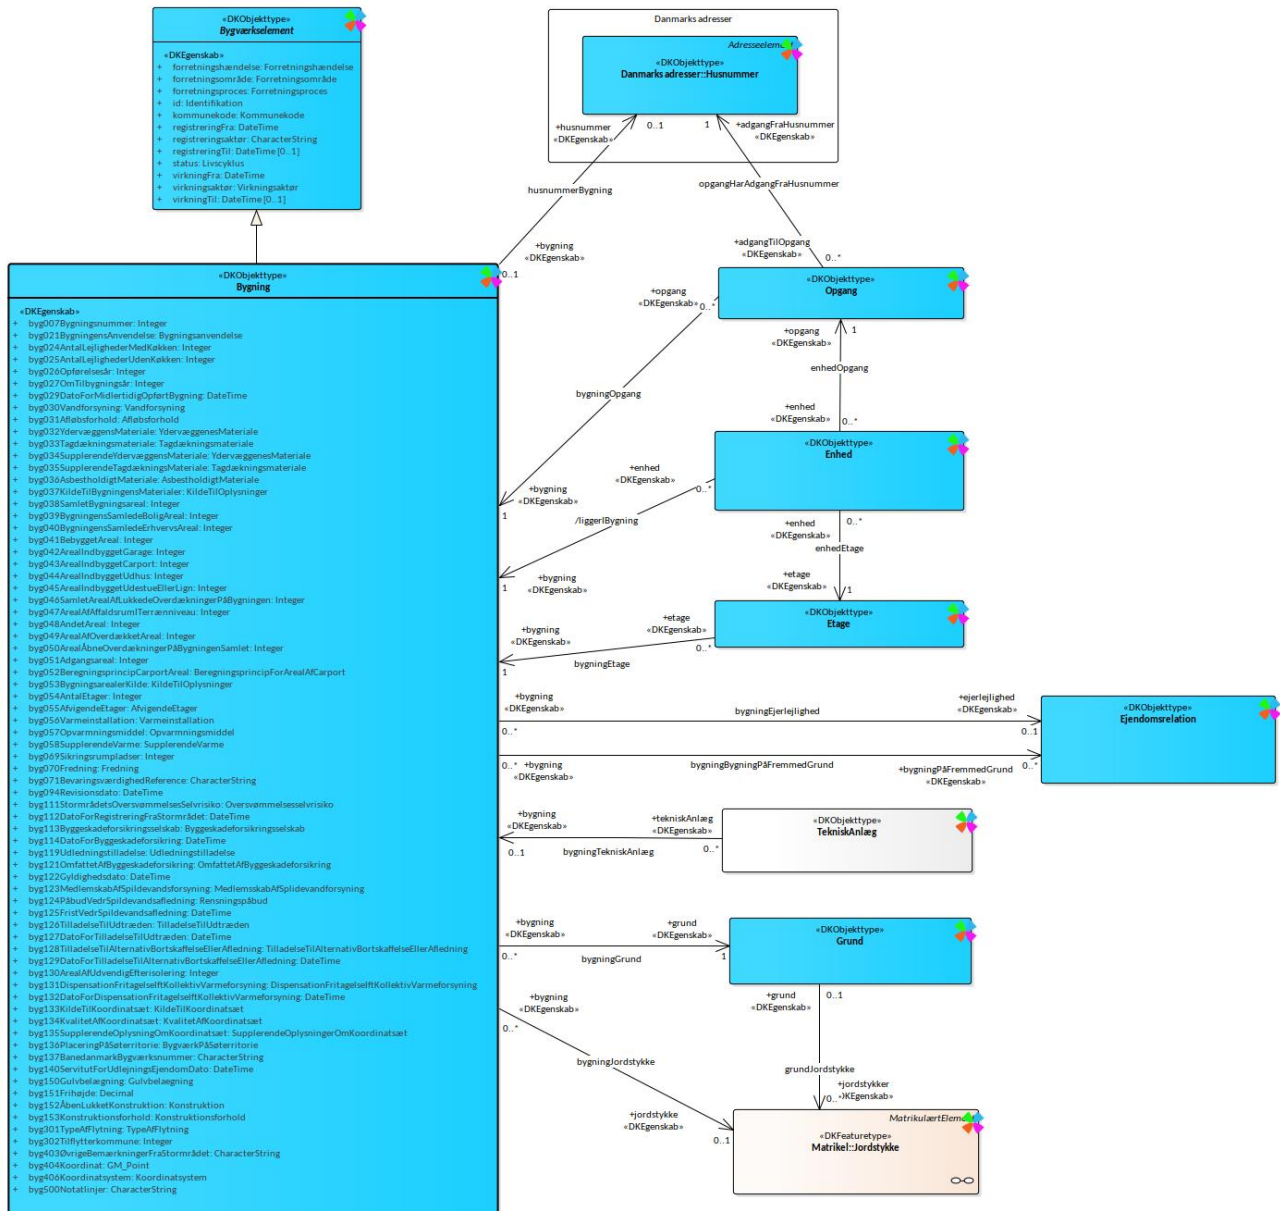 «DKObjekttype»
Bygværkselement
«DKEgenskab»
+ forretningshændelse: Forretningshændelse
+ forretningsområde: Forretningsområde
+ forretningsproces: Forretningsproces
+ id: Identifikation
+ kommunekode: Kommunekode
+ registreringFra: DateTime
+ registreringsaktør: CharacterString
+ registreringTil: DateTime [0..1]
+ status: Livscyklus
+ virkningFra: DateTime
+ virkningsaktør: Virkningsaktør
+ virkningTil: DateTime [0..1]
Danmarks adresser
Adresseelement
«DKObjekttype»
Danmarks adresser::Husnummer
+husnummer
«DKEgenskab»
0..1
1
+adgangFraHusnummer
«DKEgenskab»
husnummerBygning
opgangHarAdgangFraHusnummer
+bygning
«DKEgenskab»
0..1
+adgangTilOpgang
«DKEgenskab»
0..*
«DKObjekttype»
Bygning
«DKEgenskab»
+ byg007Bygningsnummer: Integer
+ byg021BygningensAnvendelse: Bygningsanvendelse
+ byg024AntalLejlighederMedKøkken: Integer
+ byg025AntalLejlighederUdenKøkken: Integer
+ byg026Opførelsesår: Integer
+ byg027OmTilbygningsår: Integer
+ byg029DatoForMidlertidigOpførtBygning: DateTime
+ byg030Vandforsyning: Vandforsyning
+ byg031Afløbsforhold: Afløbsforhold
+ byg032YdervæggensMateriale: YdervæggenesMateriale
+ byg033Tagdækningsmateriale: Tagdækningsmateriale
+ byg034SupplerendeYdervæggensMateriale: YdervæggenesMateriale
+ byg035SupplerendeTagdækningsMateriale: Tagdækningsmateriale
+ byg036AsbestholdigtMateriale: AsbestholdigtMateriale
+ byg037KildeTilBygningensMaterialer: KildeTilOplysninger
+ byg038SamletBygningsareal: Integer
+ byg039BygningensSamledeBoligAreal: Integer
+ byg040BygningensSamledeErhvervsAreal: Integer
+ byg041BebyggetAreal: Integer
+ byg042ArealIndbyggetGarage: Integer
+ byg043ArealIndbyggetCarport: Integer
+ byg044ArealIndbyggetUdhus: Integer
+ byg045ArealIndbyggetUdestueEllerLign: Integer
+ byg046SamletArealAfLukkedeOverdækningerPåBygningen: Integer
+ byg047ArealAfAffaldsrumITerrænniveau: Integer
+ byg048AndetAreal: Integer
+ byg049ArealAfOverdækketAreal: Integer
+ byg050ArealÅbneOverdækningerPåBygningenSamlet: Integer
+ byg051Adgangsareal: Integer
+ byg052BeregningsprincipCarportAreal: BeregningsprincipForArealAfCarport
+ byg053BygningsarealerKilde: KildeTilOplysninger
+ byg054AntalEtager: Integer
+ byg055AfvigendeEtager: AfvigendeEtager
+ byg056Varmeinstallation: Varmeinstallation
+ byg057Opvarmningsmiddel: Opvarmningsmiddel
+ byg058SupplerendeVarme: SupplerendeVarme
+ byg069Sikringsrumpladser: Integer
+ byg070Fredning: Fredning
+ byg071BevaringsværdighedReference: CharacterString
+ byg094Revisionsdato: DateTime
+ byg111StormrådetsOversvømmelsesSelvrisiko: Oversvømmelsesselvrisiko
+ byg112DatoForRegistreringFraStormrådet: DateTime
+ byg113Byggeskadeforsikringsselskab: Byggeskadeforsikringsselskab
+ byg114DatoForByggeskadeforsikring: DateTime
+ byg119Udledningstilladelse: Udledningstilladelse
+ byg121OmfattetAfByggeskadeforsikring: OmfattetAfByggeskadeforsikring
+ byg122Gyldighedsdato: DateTime
+ byg123MedlemskabAfSpildevandsforsyning: MedlemsskabAfSplidevandforsyning
+ byg124PåbudVedrSpildevandsafledning: Rensningspåbud
+ byg125FristVedrSpildevandsafledning: DateTime
+ byg126TilladelseTilUdtræden: TilladelseTilUdtræden
+ byg127DatoForTilladelseTilUdtræden: DateTime
+ byg128TilladelseTilAlternativBortskaffelseEllerAfledning: TilladelseTilAlternativBortskaffelseEllerAfledning
+ byg129DatoForTilladelseTilAlternativBortskaffelseEllerAfledning: DateTime
+ byg130ArealAfUdvendigEfterisolering: Integer
+ byg131DispensationFritagelseIftKollektivVarmeforsyning: DispensationFritagelseIftKollektivVarmeforsyning
+ byg132DatoForDispensationFritagelseIftKollektivVarmeforsyning: DateTime
+ byg133KildeTilKoordinatsæt: KildeTilKoordinatsæt
+ byg134KvalitetAfKoordinatsæt: KvalitetAfKoordinatsæt
+ byg135SupplerendeOplysningOmKoordinatsæt: SupplerendeOplysningerOmKoordinatsæt
+ byg136PlaceringPåSøterritorie: BygværkPåSøterritorie
+ byg137BanedanmarkBygværksnummer: CharacterString
+ byg140ServitutForUdlejningsEjendomDato: DateTime
+ byg150Gulvbelægning: Gulvbelaegning
+ byg151Frihøjde: Decimal
+ byg152ÅbenLukketKonstruktion: Konstruktion
+ byg153Konstruktionsforhold: Konstruktionsforhold
+ byg301TypeAfFlytning: TypeAfFlytning
+ byg302Tilflytterkommune: Integer
+ byg403ØvrigeBemærkningerFraStormrådet: CharacterString
+ byg404Koordinat: GM_Point
+ byg406Koordinatsystem: Koordinatsystem
+ byg500Notatlinjer: CharacterString
«DKObjekttype»
Opgang
+opgang
«DKEgenskab»
0..*
bygningOpgang
+bygning
«DKEgenskab»
1
+opgang
«DKEgenskab»
1
enhedOpgang
+enhed
«DKEgenskab»
0..*
«DKObjekttype»
Enhed
+enhed
«DKEgenskab»
0..*
/liggerIBygning
+bygning
«DKEgenskab»
1
0..*
+enhed
«DKEgenskab»
enhedEtage
+etage
«DKEgenskab»
1
«DKObjekttype»
Etage
+etage
«DKEgenskab»
0..*
bygningEtage
+bygning
«DKEgenskab»
1
+bygning
«DKEgenskab»
0..*
bygningEjerlejlighed
+ejerlejlighed
«DKEgenskab»
0..1
«DKObjekttype»
Ejendomsrelation
0..*
+bygning
«DKEgenskab»
bygningBygningPåFremmedGrund
+bygningPåFremmedGrund
«DKEgenskab»
0..*
+bygning
«DKEgenskab»
0..1
bygningTekniskAnlæg
+tekniskAnlæg
«DKEgenskab»
0..*
«DKObjekttype»
TekniskAnlæg
+bygning
«DKEgenskab»
0..*
bygningGrund
+grund
«DKEgenskab»
1
«DKObjekttype»
Grund
+grund
«DKEgenskab»
0..1
grundJordstykke
+jordstykker
»DKEgenskab»
0..*
+bygning
«DKEgenskab»
0..*
bygningJordstykke
+jordstykke
«DKEgenskab»
0..1
MatrikulærtElement
«DKFeaturetype»
Matrikel::Jordstykke